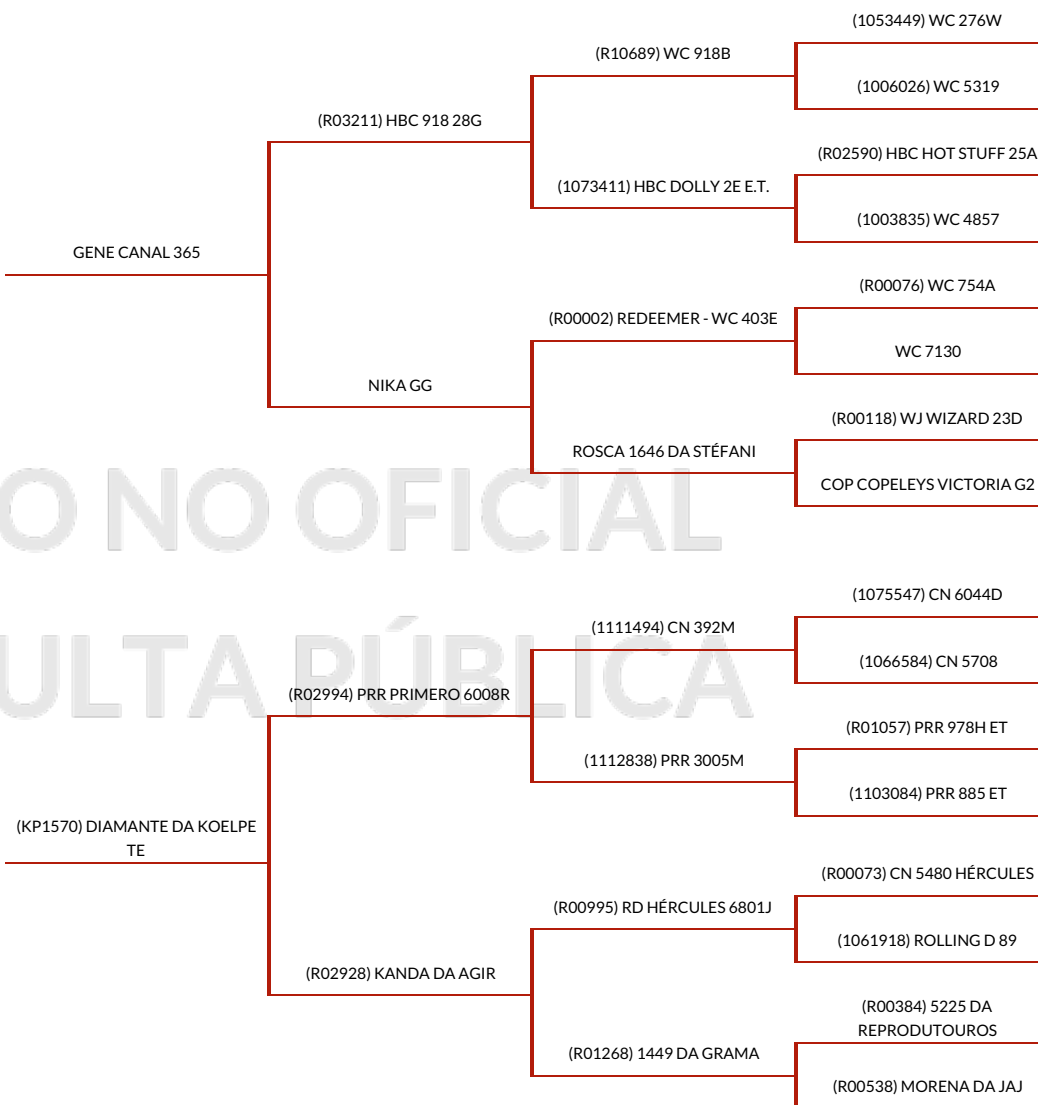 (1053449) WC 276W
(R10689) WC 918B
(1006026) WC 5319
(R03211) HBC 918 28G
(R02590) HBC HOT STUFF 25A
(1073411) HBC DOLLY 2E E.T.
(1003835) WC 4857
GENE CANAL 365
(R00076) WC 754A
(R00002) REDEEMER - WC 403E
WC 7130
NIKA GG
(R00118) WJ WIZARD 23D
ROSCA 1646 DA STÉFANI
COP COPELEYS VICTORIA G2
O NO OFICIAL
(1075547) CN 6044D
(1111494) CN 392M
(1066584) CN 5708
ULTA PÚBLICA
(R02994) PRR PRIMERO 6008R
(R01057) PRR 978H ET
(1112838) PRR 3005M
(1103084) PRR 885 ET
(KP1570) DIAMANTE DA KOELPE
TE
(R00073) CN 5480 HÉRCULES
(R00995) RD HÉRCULES 6801J
(1061918) ROLLING D 89
(R02928) KANDA DA AGIR
(R00384) 5225 DA
REPRODUTOUROS
(R01268) 1449 DA GRAMA
(R00538) MORENA DA JAJ